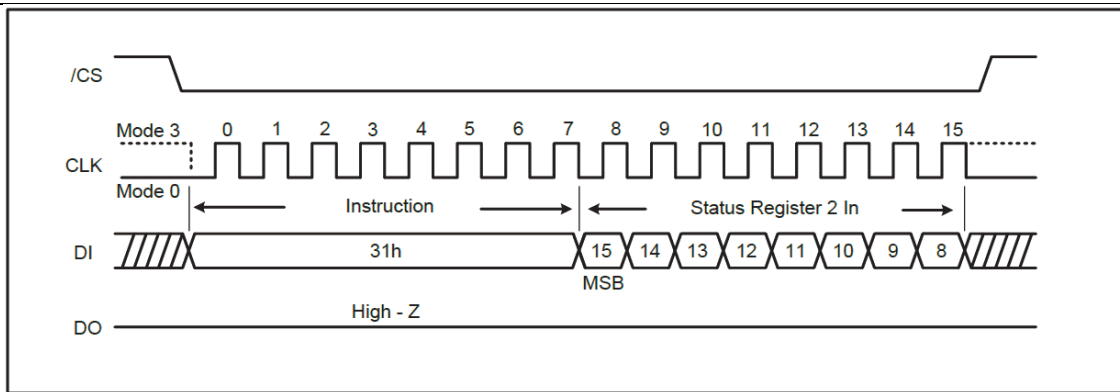 /CS
Mode 3 0 1 2 3 4 5 6 7 8 9 10 11 12 13 14 15
CLK
Mode 0
Instruction Status Register 2 In
DI 31h 15 14 13 12 11 10 9 8
MSB
High - Z
DO